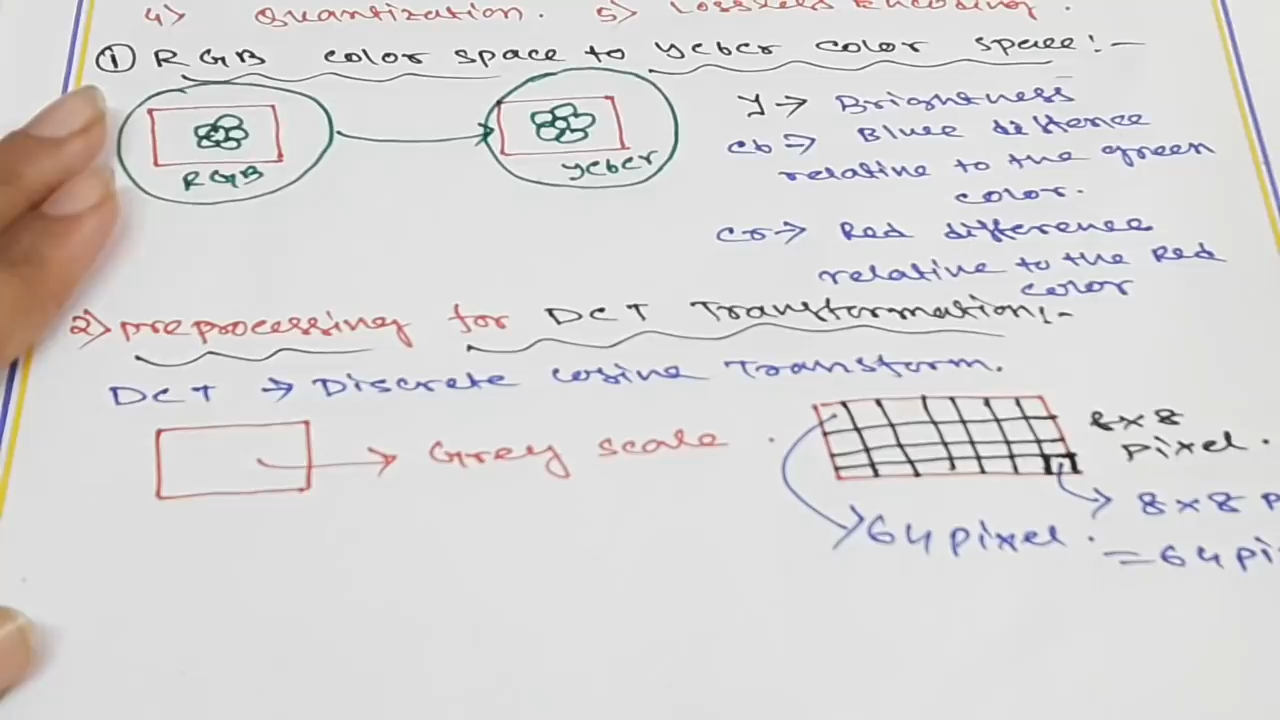 4) Quantization. 5) Lossless Encoding.
① RGB color space to ycbcr color space:-
RGB
ycbcr
y → Brightness
cb → Blue
relative to the green
color.
cr → Red difference
relative to the Red
color
2) preprocessing for DCT Transformation:-
DCT → Discrete cosine Transform.
→ Grey scale
8×8
pixel.
→ 64 pixel.
→ 8×8 P
= 64 pi